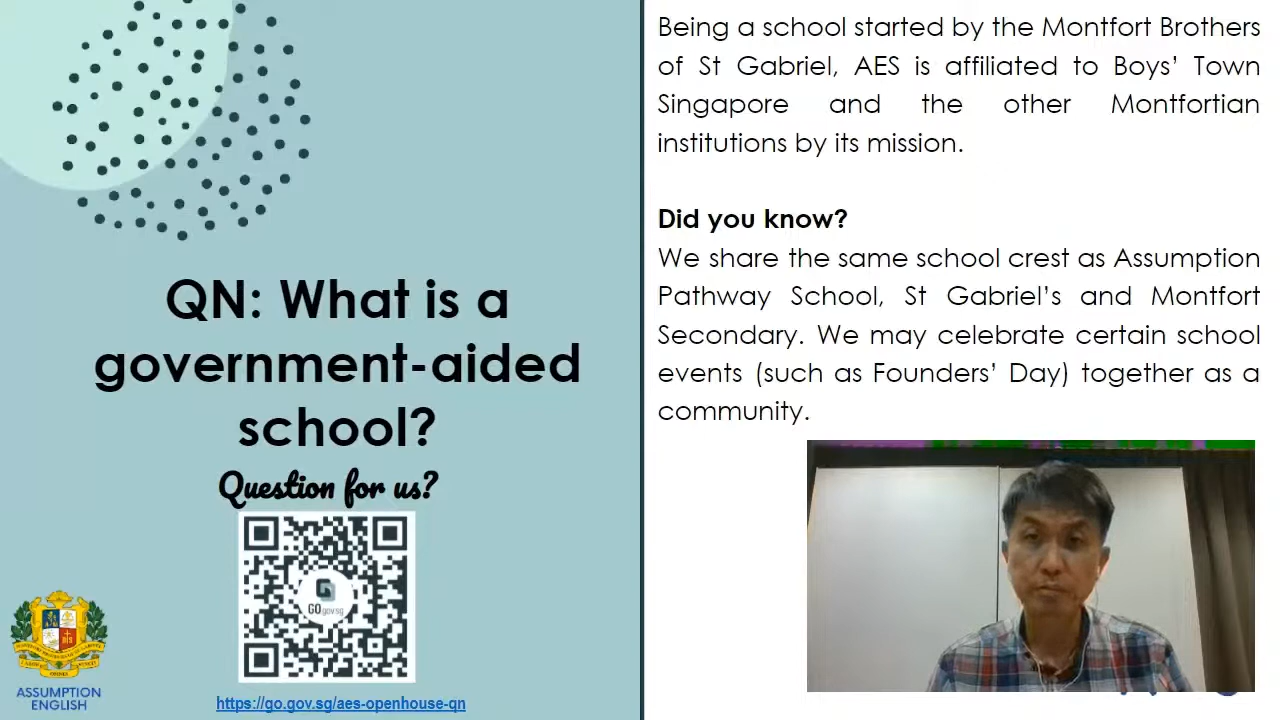 QN: What is a
government-aided
school?
Question for us?
GOgov.sg
ASSUMPTION
ENGLISH
https://go.gov.sg/aes-openhouse-qn
Being a school started by the Montfort Brothers
of St Gabriel, AES is affiliated to Boys’ Town
Singapore and the other Montfortian
institutions by its mission.
Did you know?
We share the same school crest as Assumption
Pathway School, St Gabriel’s and Montfort
Secondary. We may celebrate certain school
events (such as Founders’ Day) together as a
community.